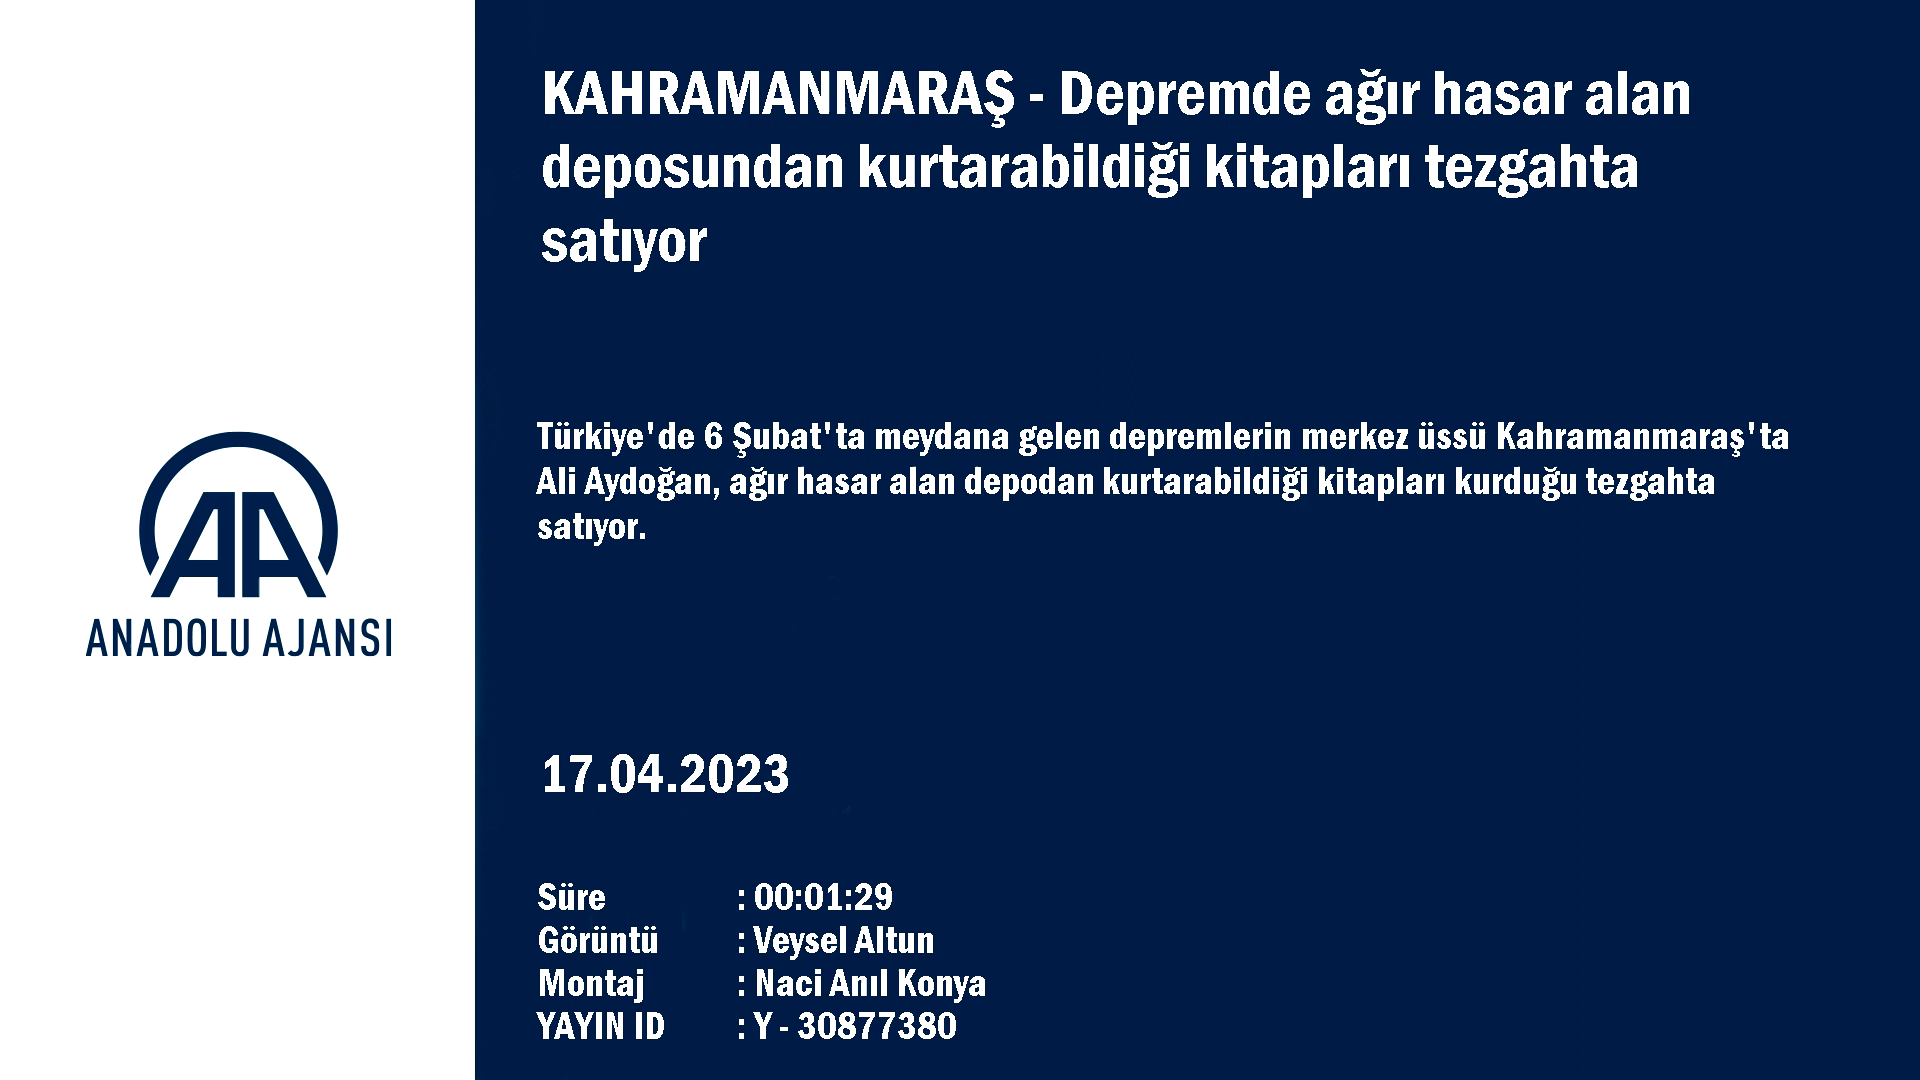 KAHRAMANMARAŞ - Depremde ağır hasar alan
deposundan kurtarabildiği kitapları tezgahta
satıyor
Türkiye'de 6 Şubat'ta meydana gelen depremlerin merkez üssü Kahramanmaraş'ta
Ali Aydoğan, ağır hasar alan depodan kurtarabildiği kitapları kurduğu tezgahta
satıyor.
AA
ANADOLU AJANSI
17.04.2023
Süre : 00:01:29
Görüntü : Veysel Altun
Montaj : Naci Anıl Konya
YAYIN ID : Y - 30877380